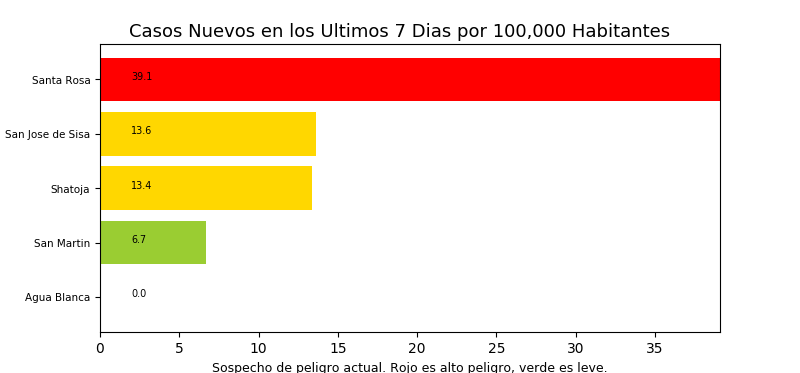 Casos Nuevos en los Ultimos 7 Dias por 100,000 Habitantes
Santa Rosa 39.1
San Jose de Sisa 13.6
Shatoja 13.4
San Martin 6.7
Agua Blanca 0.0
0 5 10 15 20 25 30 35
Sospecho de peligro actual. Rojo es alto peligro, verde es leve.